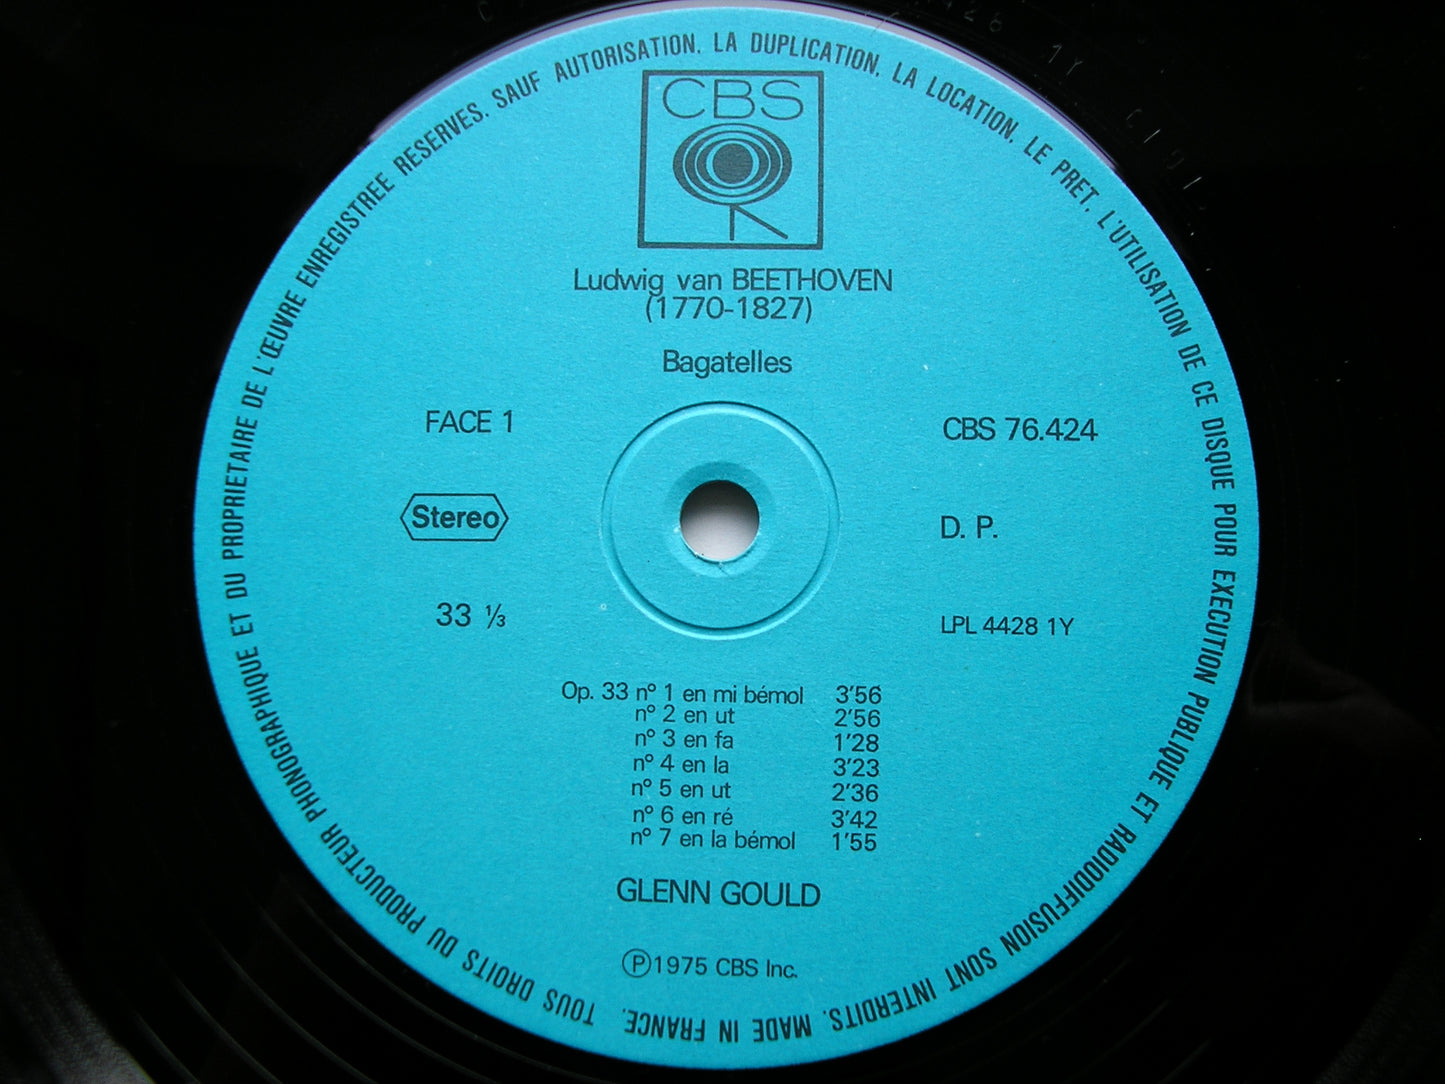 TOUS DROITS DU PRODUCTEUR PHONOGRAPHIQUE ET DU PROPRIETAIRE DE L'ŒUVRE ENREGISTREE RESERVES. SAUF AUTORISATION, LA DUPLICATION, LA LOCATION, LE PRET, L'UTILISATION DE CE DISQUE POUR EXECUTION PUBLIQUE ET RADIODIFFUSION SONT INTERDITS. MADE IN FRANCE.
CBS
Ludwig van BEETHOVEN
(1770-1827)
Bagatelles
FACE 1
CBS 76.424
Stereo
D. P.
33 ⅓
LPL 4428 1Y
Op. 33 nº 1 en mi bémol 3'56
nº 2 en ut 2'56
nº 3 en fa 1'28
nº 4 en la 3'23
nº 5 en ut 2'36
nº 6 en ré 3'42
nº 7 en la bémol 1'55
GLENN GOULD
Ⓟ1975 CBS Inc.